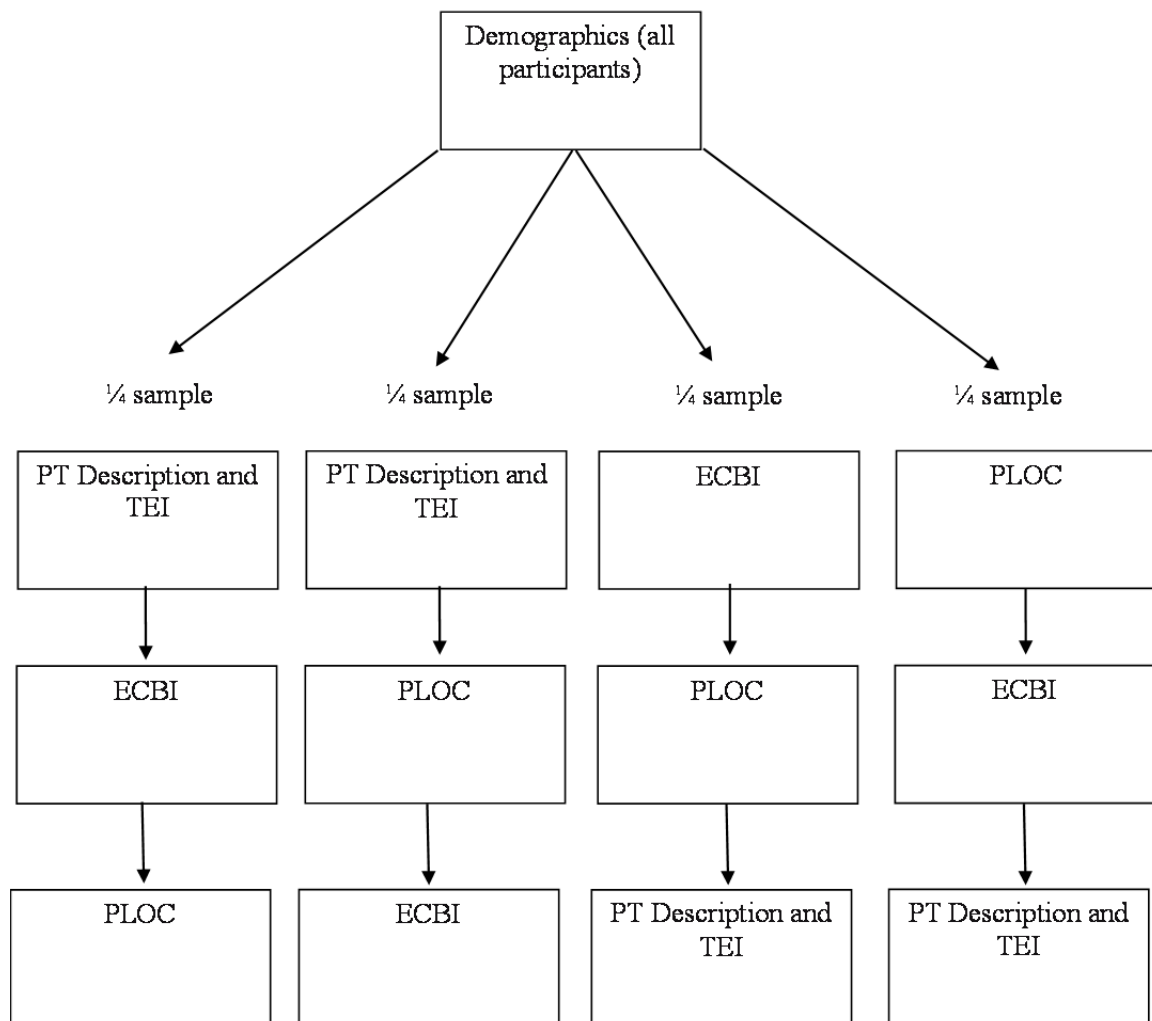 Demographics (all
participants)
¼ sample
¼ sample
¼ sample
¼ sample
PT Description and
TEI
PT Description and
TEI
ECBI
PLOC
ECBI
PLOC
PLOC
ECBI
PLOC
ECBI
PT Description and
TEI
PT Description and
TEI